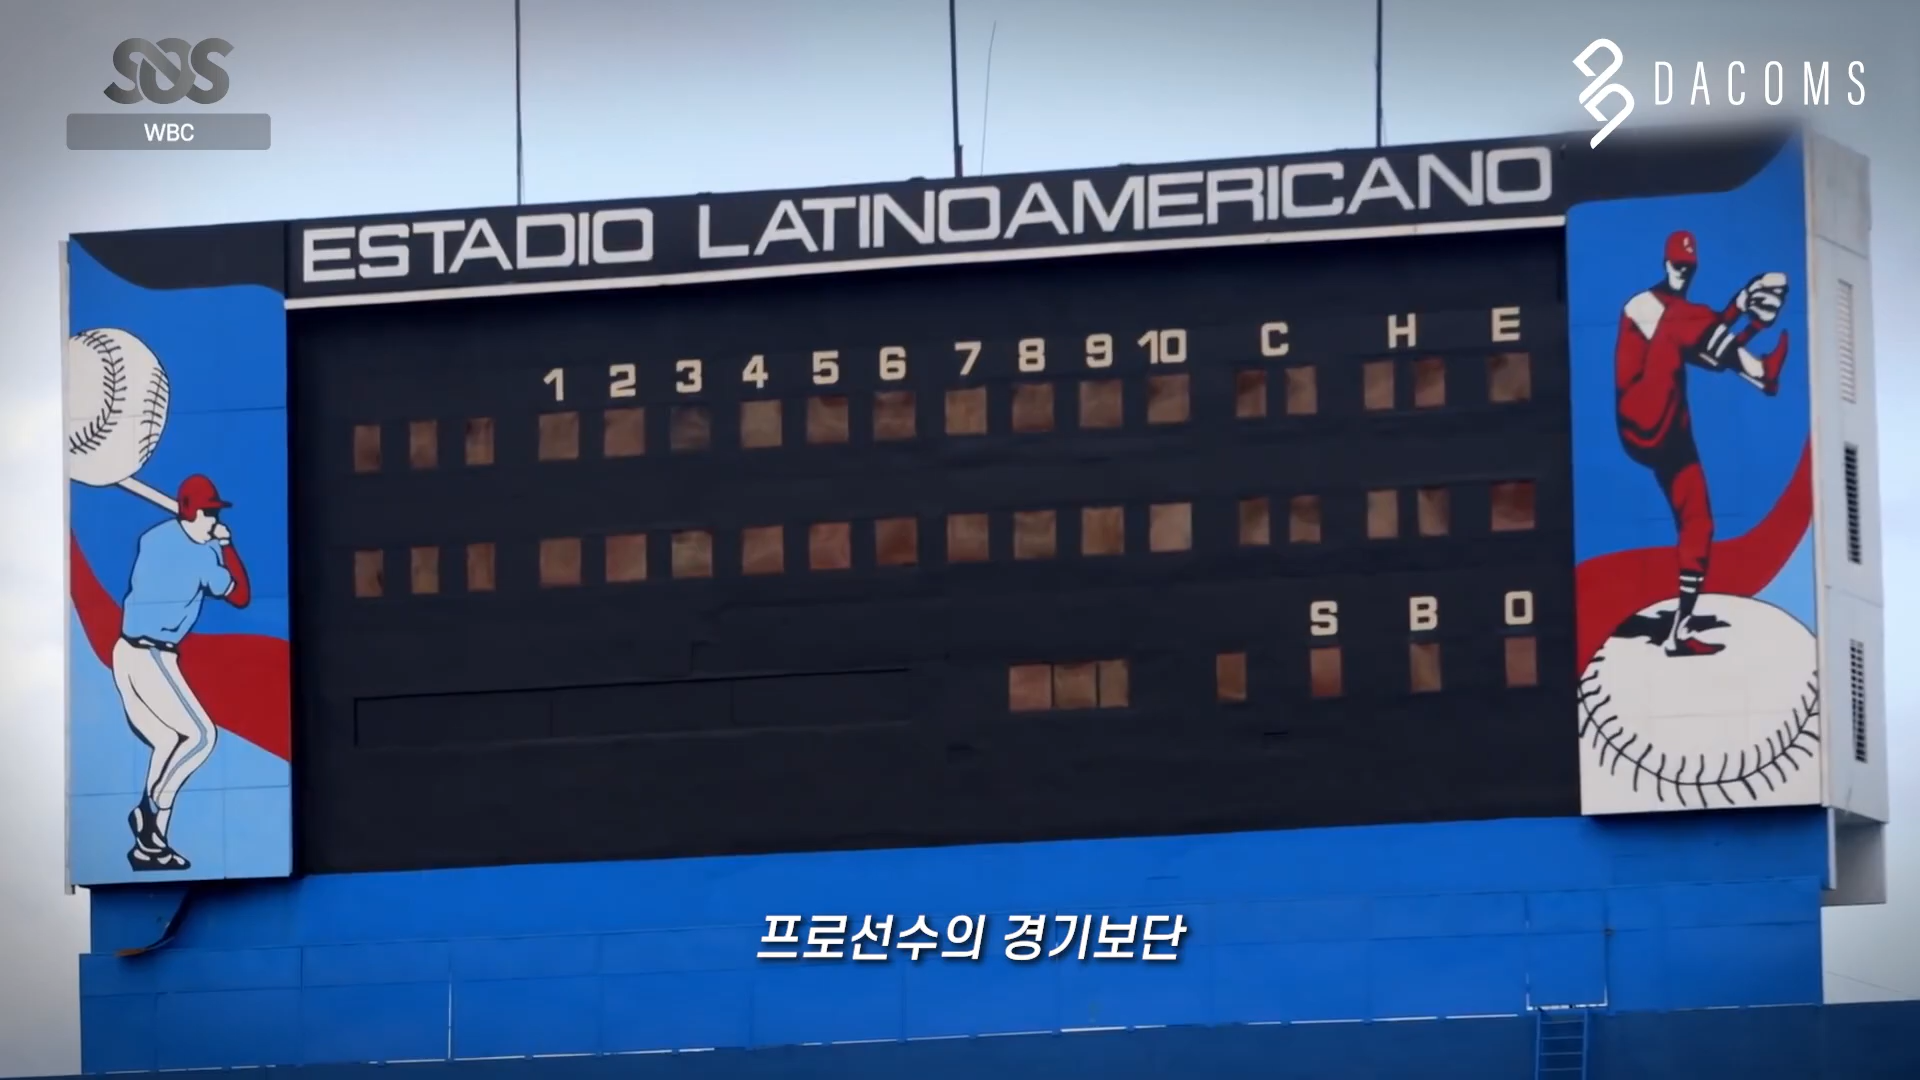 SOS
WBC
DACOMS
ESTADIO LATINOAMERICANO
1 2 3 4 5 6 7 8 9 10 C H E
S B O
프로선수의 경기보단